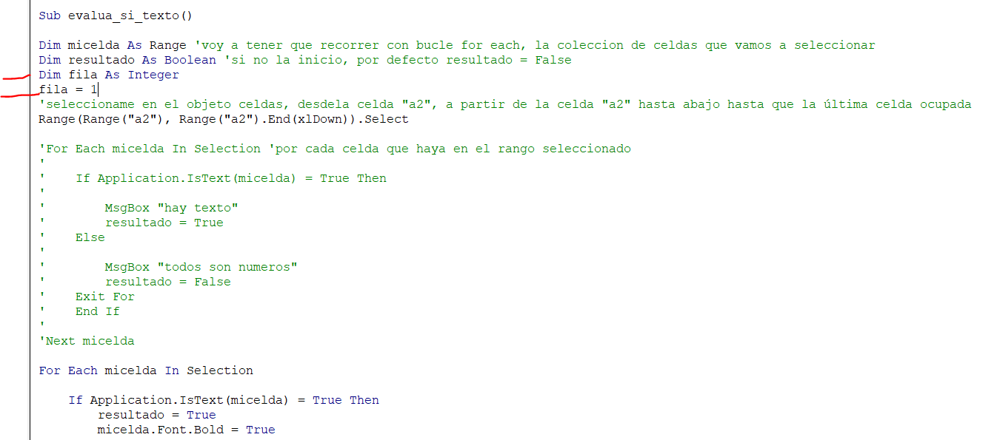 Sub evalua_si_texto()
Dim micelda As Range 'voy a tener que recorrer con bucle for each, la coleccion de celdas que vamos a seleccionar
Dim resultado As Boolean 'si no la inicio, por defecto resultado = False
Dim fila As Integer
fila = 1
'seleccioname en el objeto celdas, desdela celda "a2", a partir de la celda "a2" hasta abajo hasta que la última celda ocupada
Range(Range("a2"), Range("a2").End(xlDown)).Select
'For Each micelda In Selection 'por cada celda que haya en el rango seleccionado
'
'    If Application.IsText(micelda) = True Then
'
'        MsgBox "hay texto"
'        resultado = True
'    Else
'
'        MsgBox "todos son numeros"
'        resultado = False
'    Exit For
'    End If
'
'Next micelda
For Each micelda In Selection
    If Application.IsText(micelda) = True Then
        resultado = True
        micelda.Font.Bold = True